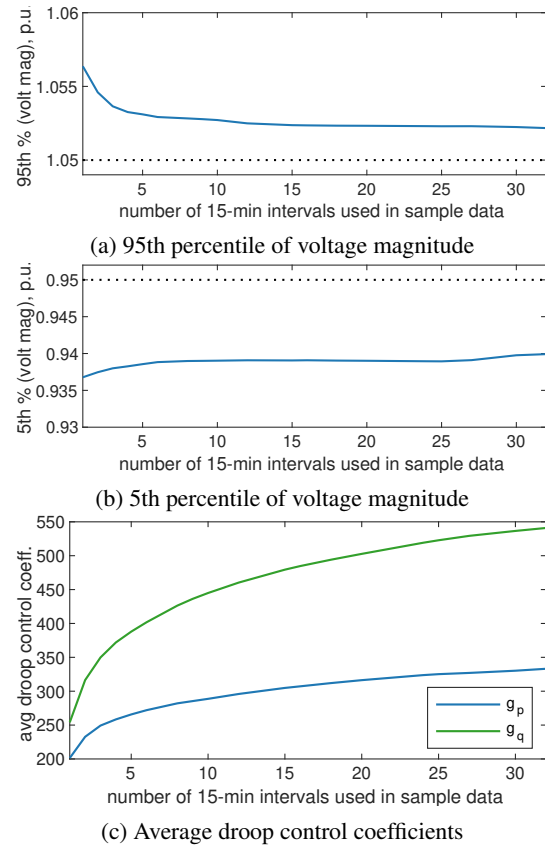 1.06
1.055
1.05
95th % (volt mag), p.u.
5 10 15 20 25 30
number of 15-min intervals used in sample data
(a) 95th percentile of voltage magnitude
0.95
0.945
0.94
0.935
0.93
5th % (volt mag), p.u.
5 10 15 20 25 30
number of 15-min intervals used in sample data
(b) 5th percentile of voltage magnitude
550
500
450
400
350
300
250
200
avg droop control coeff.
g_p
g_q
5 10 15 20 25 30
number of 15-min intervals used in sample data
(c) Average droop control coefficients